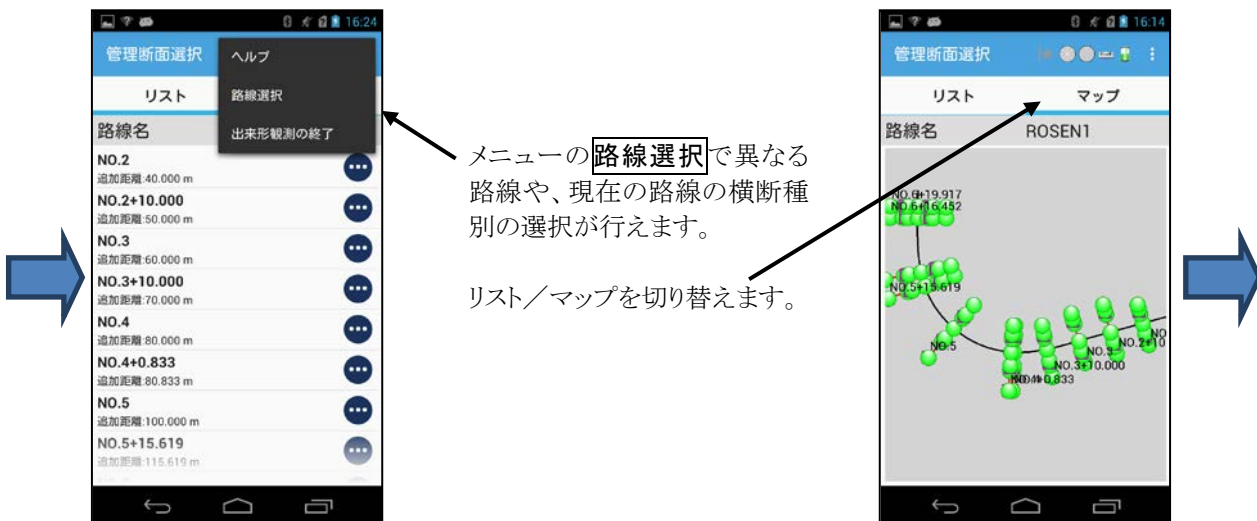 16:24
管理断面選択
ヘルプ
路線選択
出来形観測の終了
リスト
路線名
NO.2
追加距離:40.000 m
NO.2+10.000
追加距離:50.000 m
NO.3
追加距離:60.000 m
NO.3+10.000
追加距離:70.000 m
NO.4
追加距離:80.000 m
NO.4+0.833
追加距離:80.833 m
NO.5
追加距離:100.000 m
NO.5+15.619
追加距離:115.619 m
メニューの路線選択で異なる
路線や、現在の路線の横断種
別の選択が行えます。
リスト／マップを切り替えます。
16:14
管理断面選択
リスト マップ
路線名 ROSEN1
NO.6+19.917
NO.6+16.452
NO.5+15.619
NO.5
NO.3
NO.2+10
NO.3+10.000